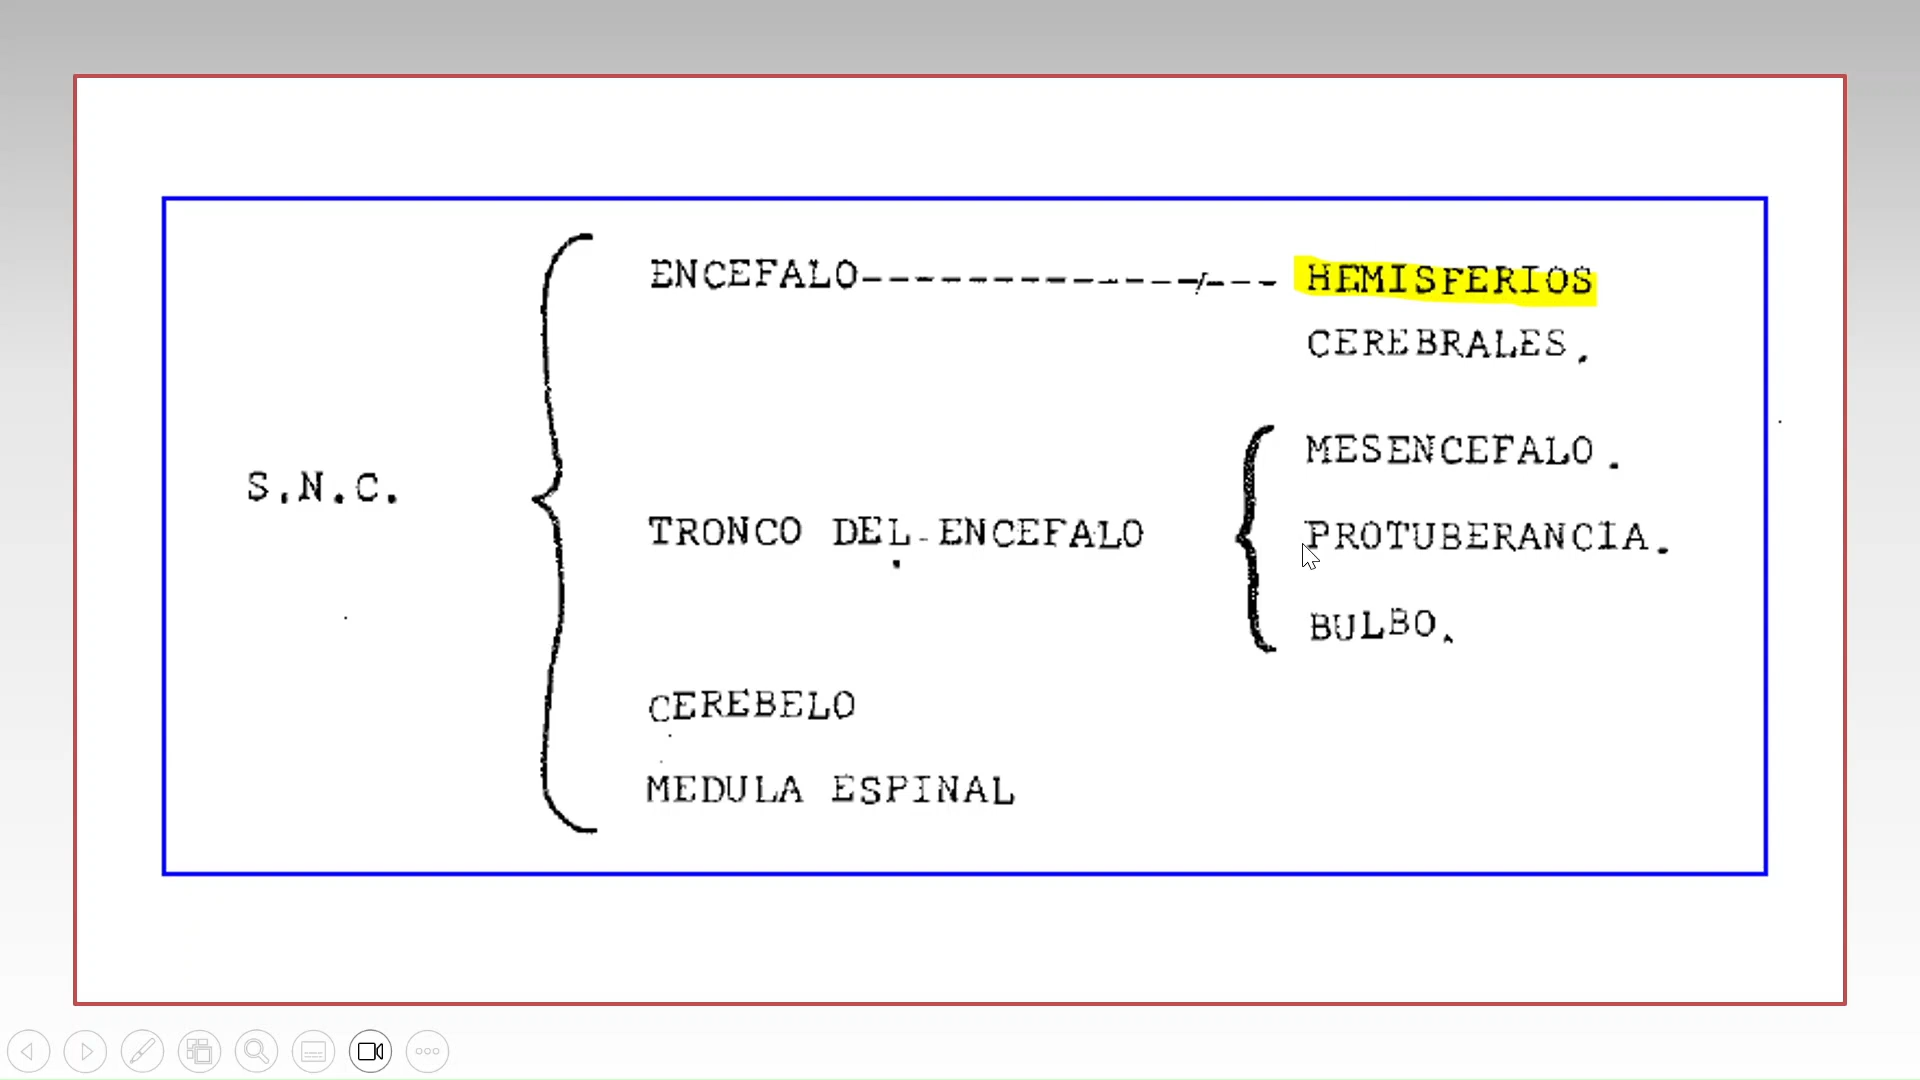 ENCEFALO-------------/--- HEMISFERIOS
CEREBRALES.
MESENCEFALO.
S.N.C.
TRONCO DEL-ENCEFALO
PROTUBERANCIA.
BULBO.
CEREBELO
MEDULA ESPINAL